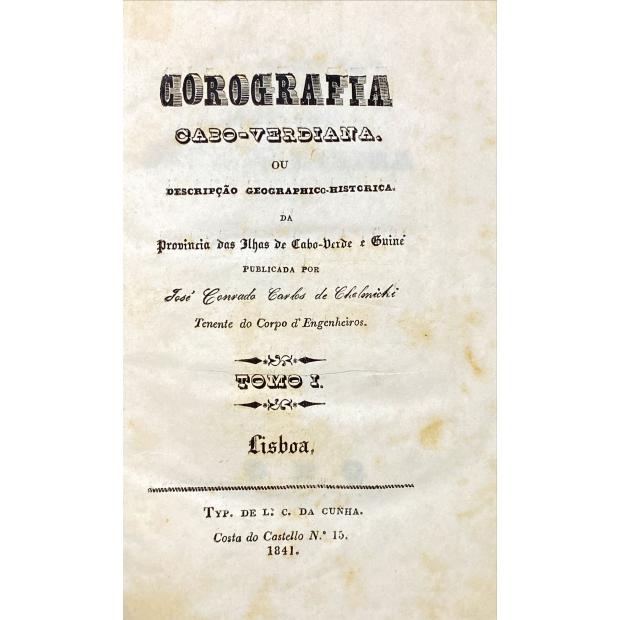 COROGRAFIA
CABO-VERDIANA,
OU
DESCRIPÇÃO GEOGRAPHICO-HISTORICA.
DA
Provincia das Ilhas de Cabo-Verde e Guiné
PUBLICADA POR
José Conrado Carlos de Chelmicki
Tenente do Corpo d'Engenheiros.
TOMO I.
Lisboa,
TYP. DE L: C. DA CUNHA.
Costa do Castello N.º 15.
1841.